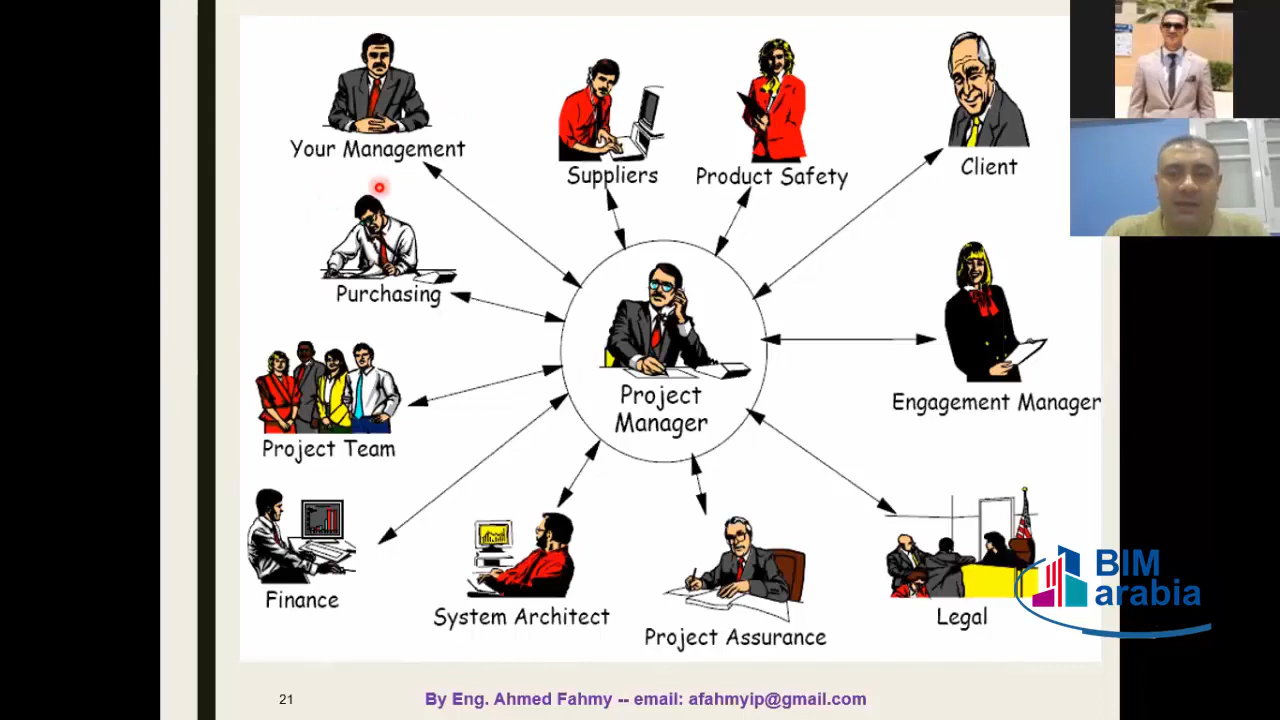 Your Management
Suppliers
Product Safety
Client
Purchasing
Project Manager
Engagement Manager
Project Team
Finance
System Architect
Project Assurance
Legal
BIM
arabia
21
By Eng. Ahmed Fahmy -- email: afahmyip@gmail.com